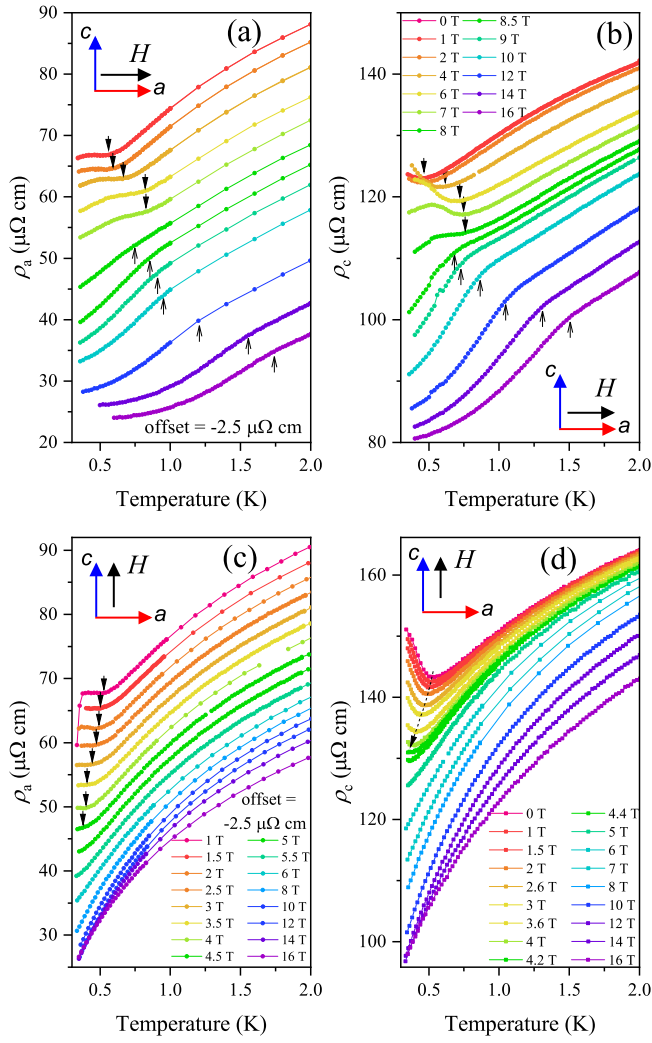 (a)
c
H
a
90
80
70
60
50
40
30
20
ρa (μΩ cm)
offset = -2.5 μΩ cm
0.5 1.0 1.5 2.0
Temperature (K)
(b)
0 T 8.5 T
1 T 9 T
2 T 10 T
4 T 12 T
6 T 14 T
7 T 16 T
8 T
140
120
100
80
ρc (μΩ cm)
c
H
a
0.5 1.0 1.5 2.0
Temperature (K)
(c)
c
H
a
90
80
70
60
50
40
30
ρa (μΩ cm)
offset =
-2.5 μΩ cm
1 T 5 T
1.5 T 5.5 T
2 T 6 T
2.5 T 8 T
3 T 10 T
3.5 T 12 T
4 T 14 T
4.5 T 16 T
0.5 1.0 1.5 2.0
Temperature (K)
(d)
c
H
a
160
140
120
100
ρc (μΩ cm)
0 T 4.4 T
1 T 5 T
1.5 T 6 T
2 T 7 T
2.6 T 8 T
3 T 10 T
3.6 T 12 T
4 T 14 T
4.2 T 16 T
0.5 1.0 1.5 2.0
Temperature (K)